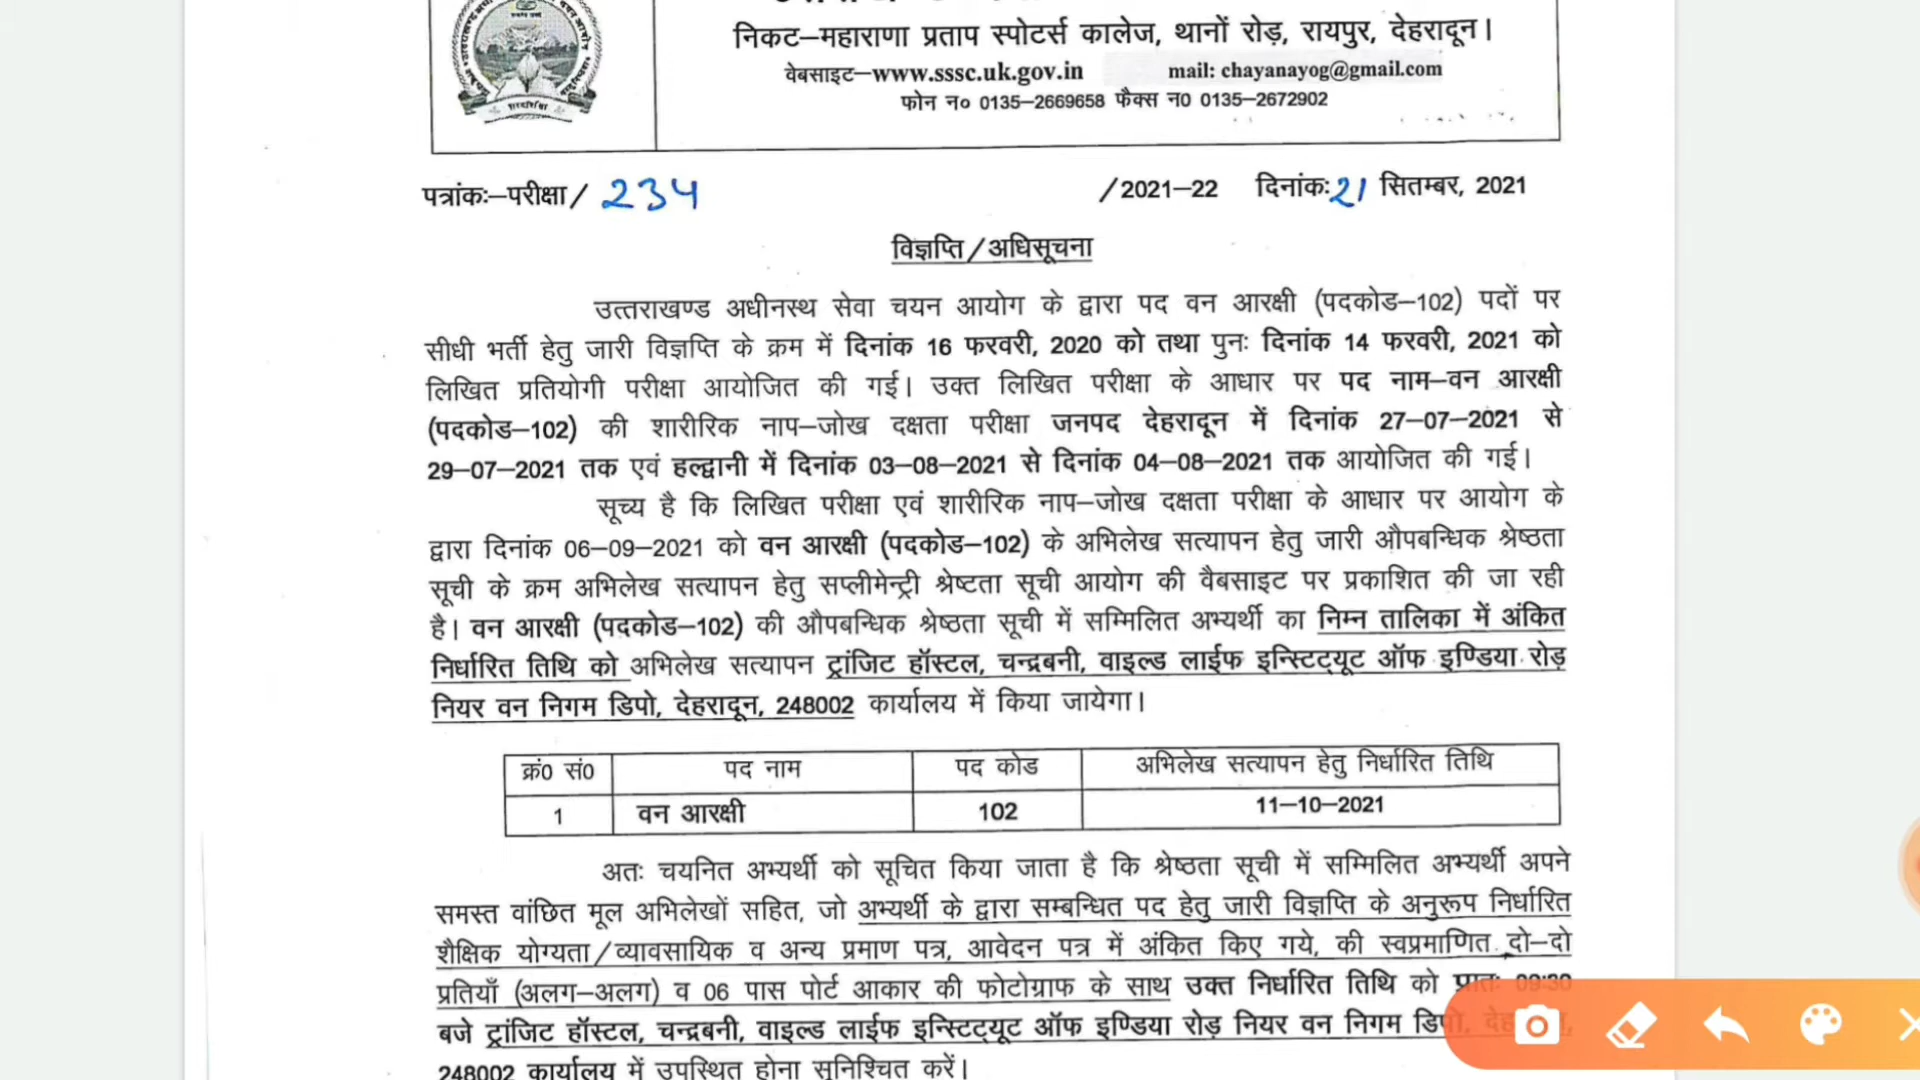 निकट–महाराणा प्रताप स्पोटर्स कालेज, थानों रोड़, रायपुर, देहरादून।
वेबसाइट–www.sssc.uk.gov.in mail: chayanayog@gmail.com
फोन न० 0135–2669658 फैक्स न0 0135–2672902
पत्रांकः–परीक्षा/ 234 /2021–22 दिनांक: 21 सितम्बर, 2021
विज्ञप्ति/अधिसूचना
उत्तराखण्ड अधीनस्थ सेवा चयन आयोग के द्वारा पद वन आरक्षी (पदकोड–102) पदों पर
सीधी भर्ती हेतु जारी विज्ञप्ति के क्रम में दिनांक 16 फरवरी, 2020 को तथा पुनः दिनांक 14 फरवरी, 2021 को
लिखित प्रतियोगी परीक्षा आयोजित की गई। उक्त लिखित परीक्षा के आधार पर पद नाम–वन आरक्षी
(पदकोड–102) की शारीरिक नाप–जोख दक्षता परीक्षा जनपद देहरादून में दिनांक 27–07–2021 से
29–07–2021 तक एवं हल्द्वानी में दिनांक 03–08–2021 से दिनांक 04–08–2021 तक आयोजित की गई।
सूच्य है कि लिखित परीक्षा एवं शारीरिक नाप–जोख दक्षता परीक्षा के आधार पर आयोग के
द्वारा दिनांक 06–09–2021 को वन आरक्षी (पदकोड–102) के अभिलेख सत्यापन हेतु जारी औपबन्धिक श्रेष्ठता
सूची के क्रम अभिलेख सत्यापन हेतु सप्लीमेन्ट्री श्रेष्टता सूची आयोग की वैबसाइट पर प्रकाशित की जा रही
है। वन आरक्षी (पदकोड–102) की औपबन्धिक श्रेष्ठता सूची में सम्मिलित अभ्यर्थी का निम्न तालिका में अंकित
निर्धारित तिथि को अभिलेख सत्यापन ट्रांजिट हॉस्टल, चन्द्रबनी, वाइल्ड लाईफ इन्स्टिट्यूट ऑफ इण्डिया रोड़
नियर वन निगम डिपो, देहरादून, 248002 कार्यालय में किया जायेगा।
क्रं0 सं0 पद नाम पद कोड अभिलेख सत्यापन हेतु निर्धारित तिथि
1 वन आरक्षी 102 11–10–2021
अतः चयनित अभ्यर्थी को सूचित किया जाता है कि श्रेष्ठता सूची में सम्मिलित अभ्यर्थी अपने
समस्त वांछित मूल अभिलेखों सहित, जो अभ्यर्थी के द्वारा सम्बन्धित पद हेतु जारी विज्ञप्ति के अनुरूप निर्धारित
शैक्षिक योग्यता/व्यावसायिक व अन्य प्रमाण पत्र, आवेदन पत्र में अंकित किए गये, की स्वप्रमाणित दो–दो
प्रतियाँ (अलग–अलग) व 06 पास पोर्ट आकार की फोटोग्राफ के साथ उक्त निर्धारित तिथि को प्रातः 09:30
बजे ट्रांजिट हॉस्टल, चन्द्रबनी, वाइल्ड लाईफ इन्स्टिट्यूट ऑफ इण्डिया रोड़ नियर वन निगम डिपो,
248002 कार्यालय में उपस्थित होना सुनिश्चित करें।